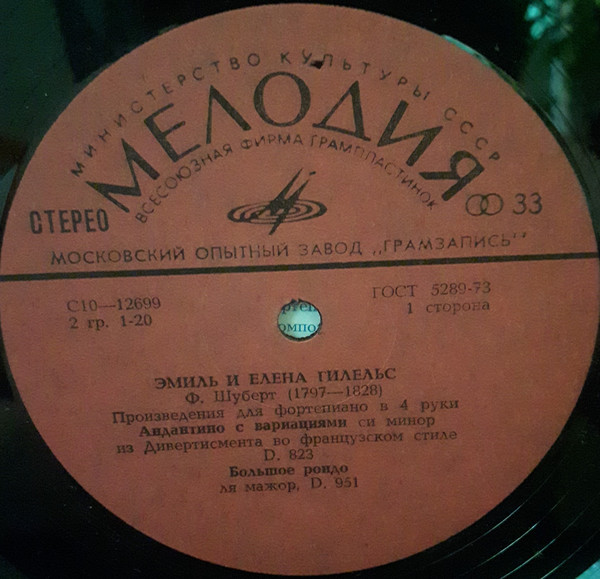 МИНИСТЕРСТВО КУЛЬТУРЫ СССР
МЕЛОДИЯ
ВСЕСОЮЗНАЯ ФИРМА ГРАМПЛАСТИНОК
СТЕРЕО
33
МОСКОВСКИЙ ОПЫТНЫЙ ЗАВОД „ГРАМЗАПИСЬ"
С10—12699
2 гр. 1-20
ГОСТ 5289-73
1 сторона
ЭМИЛЬ И ЕЛЕНА ГИЛЕЛЬС
Ф. Шуберт (1797—1828)
Произведения для фортепиано в 4 руки
Андантино с вариациями си минор
из Дивертисмента во французском стиле
D. 823
Большое рондо
ля мажор, D. 951